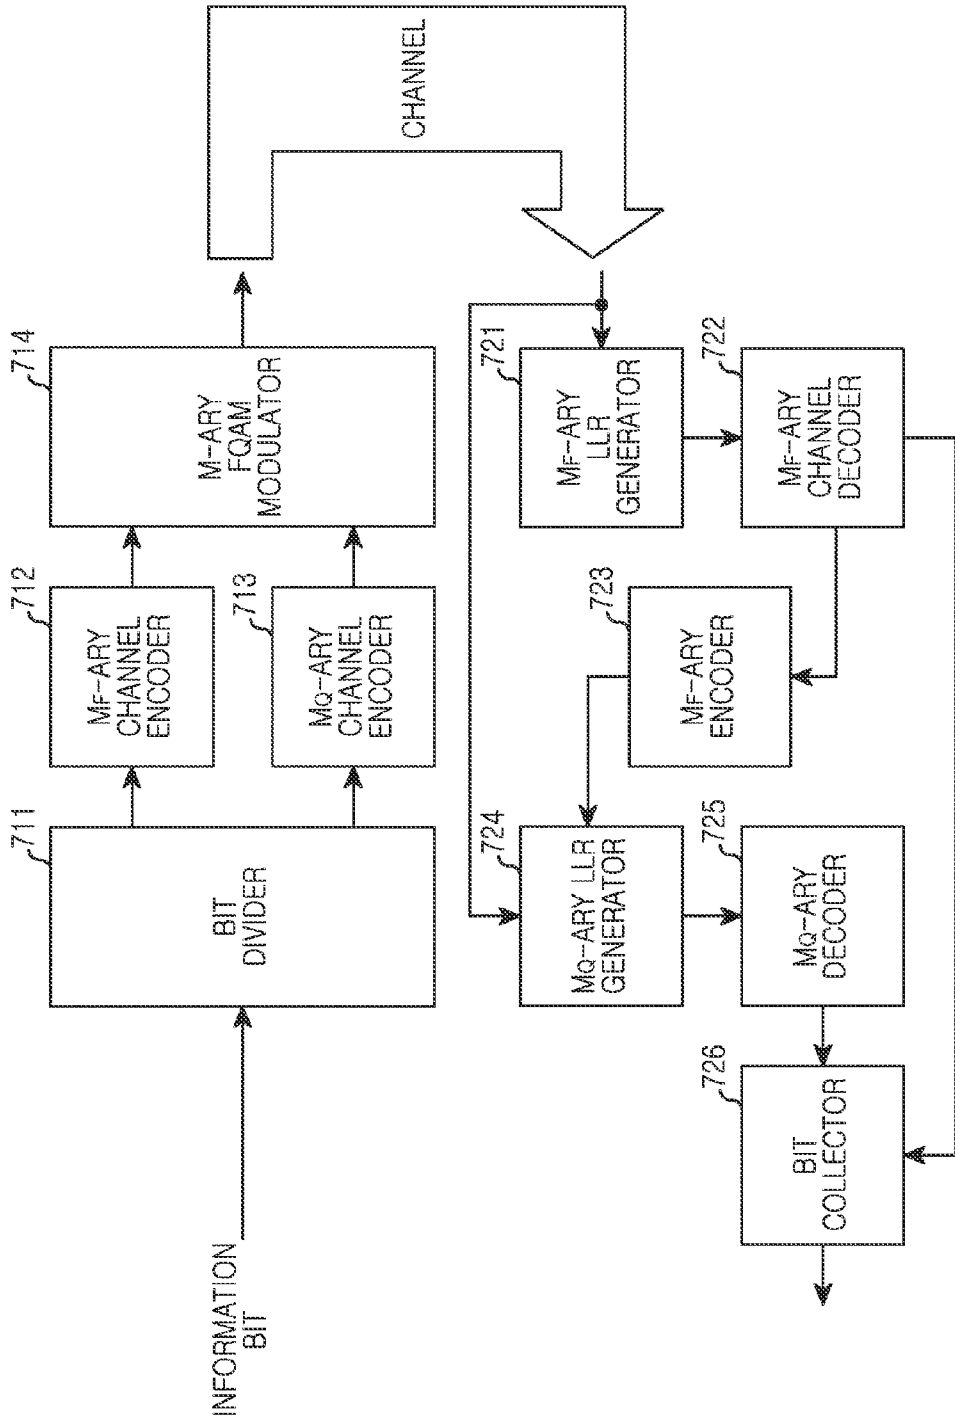 INFORMATION
BIT
711
BIT
DIVIDER
712
MF-ARY
CHANNEL
ENCODER
713
MQ-ARY
CHANNEL
ENCODER
714
M-ARY
FQAM
MODULATOR
CHANNEL
721
MF-ARY
LLR
GENERATOR
722
MF-ARY
CHANNEL
DECODER
723
MF-ARY
ENCODER
724
MQ-ARY LLR
GENERATOR
725
MQ-ARY
DECODER
726
BIT
COLLECTOR